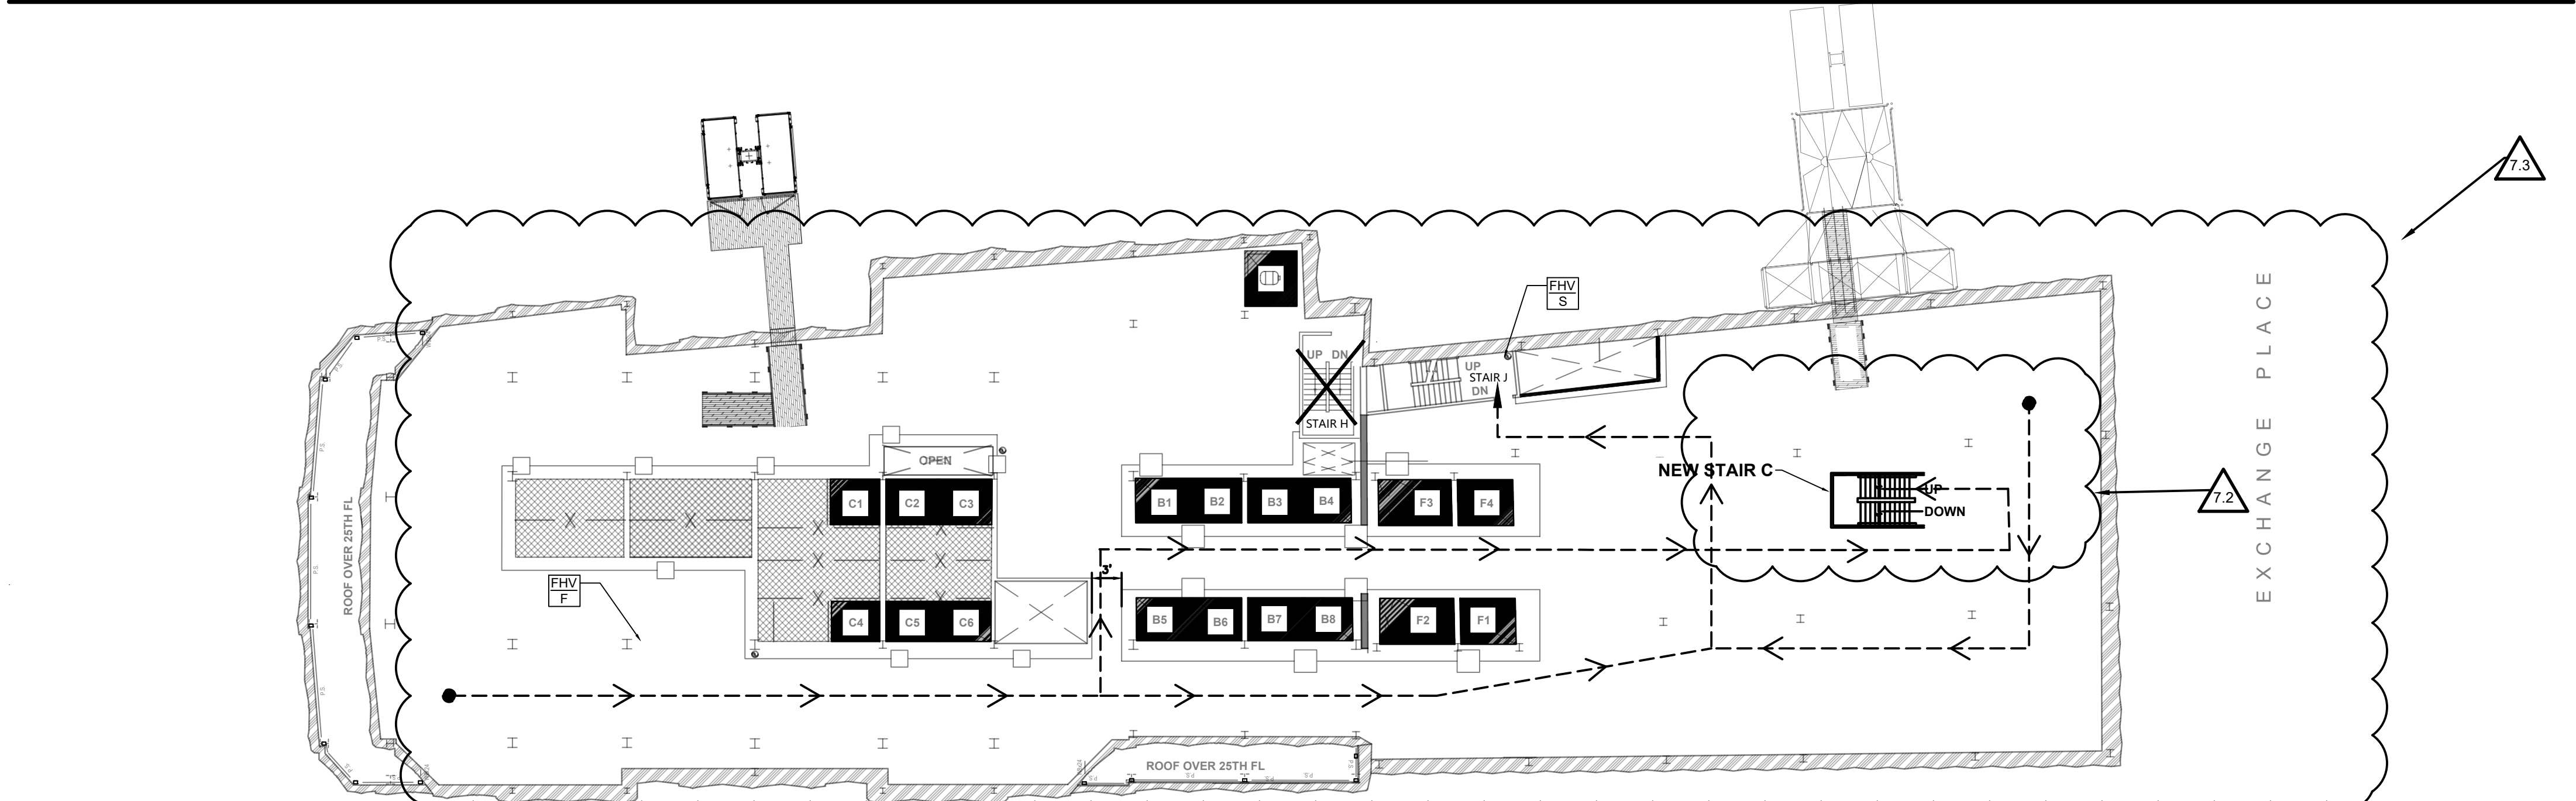 7.3
EXCHANGE PLACE
FHV
S
UP DN
STAIR H
UP
STAIR J
DN
P.S.
P.S.
P.S.
P.S.
P.S.
ROOF OVER 25TH FL
OPEN
NEW STAIR C
UP
DOWN
7.2
C1
C2
C3
B1
B2
B3
B4
F3
F4
FHV
F
3'
C4
C5
C6
B5
B6
B7
B8
F2
F1
ROOF OVER 25TH FL
P.S.
P.S.
P.S.
P.S.
P.S.